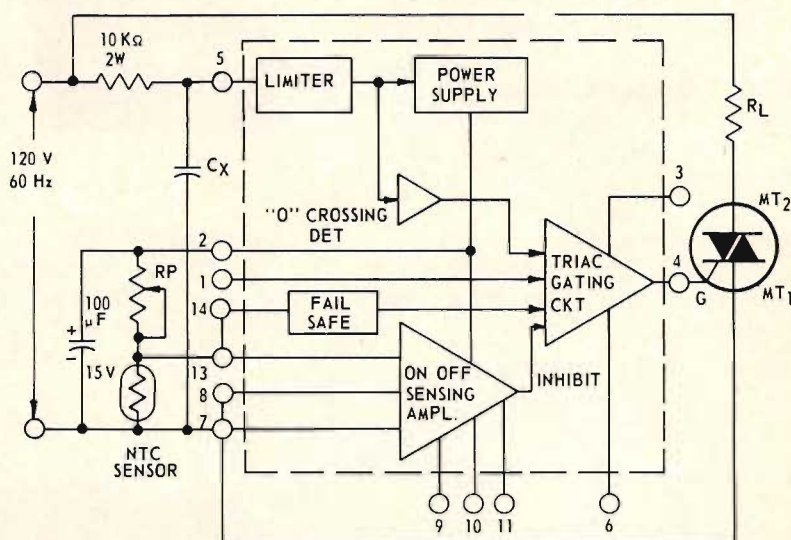 10 KΩ
2W
5
LIMITER
POWER
SUPPLY
RL
120 V
60 Hz
CX
"O" CROSSING
DET
3
MT2
2
RP
1
TRIAC
GATING
CKT
4
G
MT1
100
µF
+
-
14
FAIL
SAFE
15V
13
8
7
ON OFF
SENSING
AMPL.
INHIBIT
NTC
SENSOR
9
10
11
6